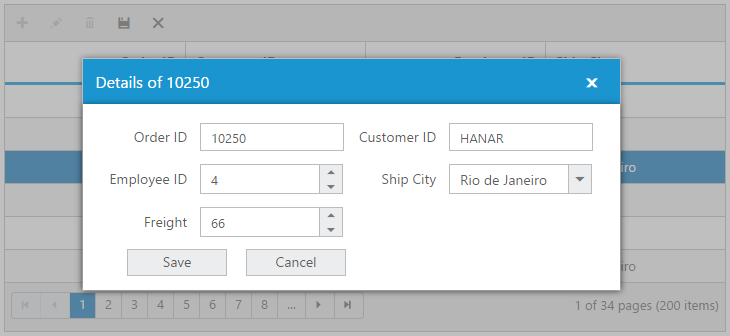 Details of 10250
Order ID 10250 Customer ID HANAR
Employee ID 4 Ship City Rio de Janeiro
Freight 66
Save Cancel
1 2 3 4 5 6 7 8 ... 1 of 34 pages (200 items)